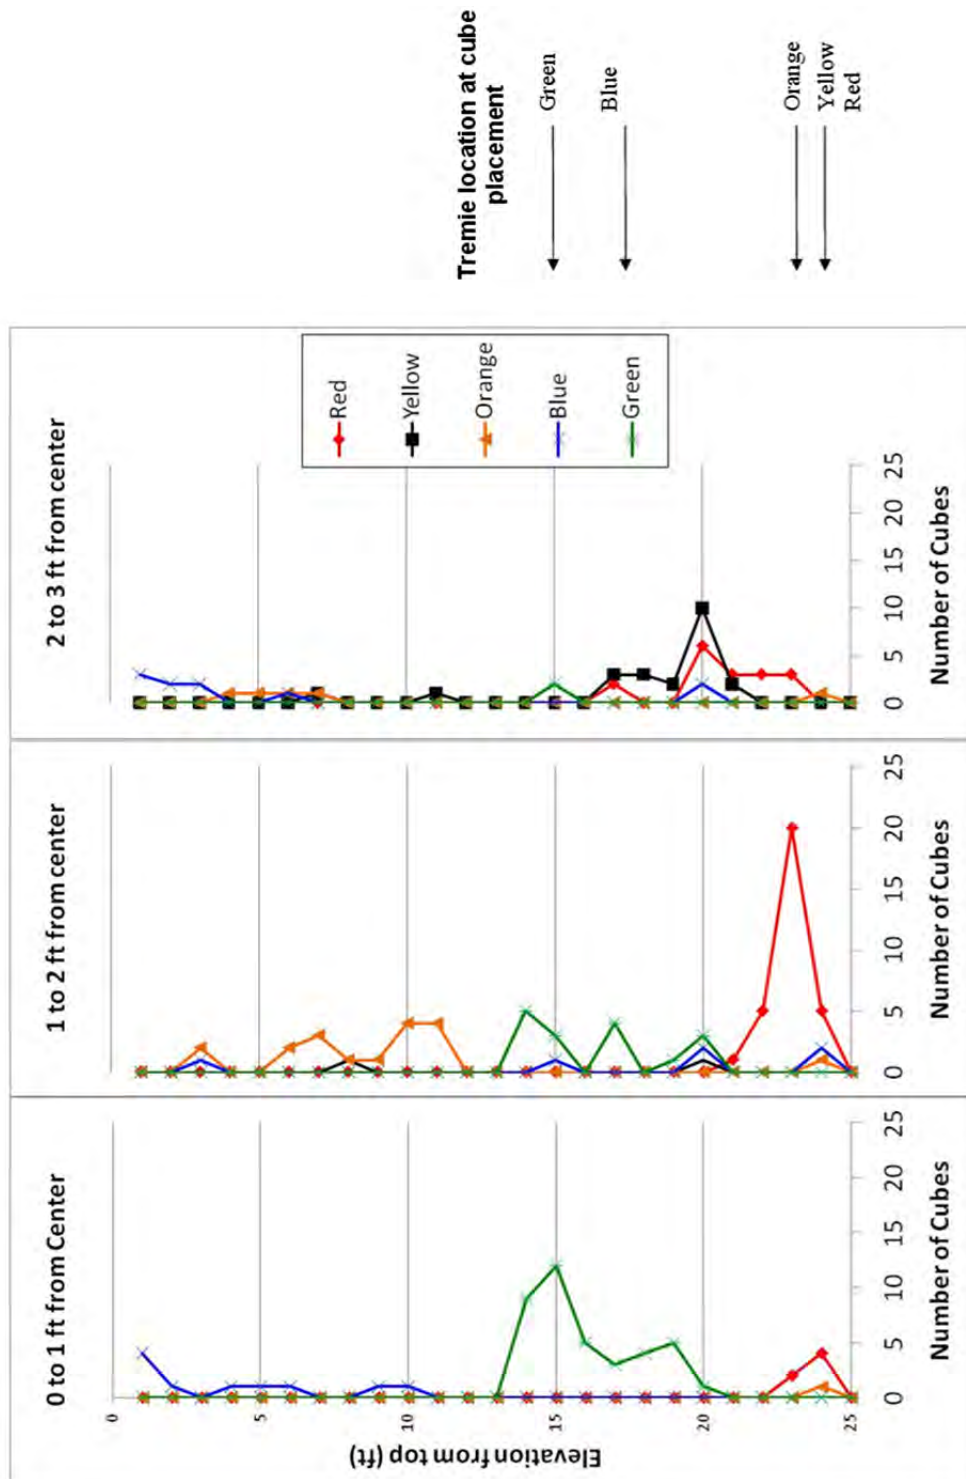 0 to 1 ft from Center
1 to 2 ft from center
2 to 3 ft from center
Tremie location at cube
placement
Elevation from top (ft)
0
5
10
15
20
25
0 5 10 15 20 25
Number of Cubes
0 5 10 15 20 25
Number of Cubes
0 5 10 15 20 25
Number of Cubes
Red
Yellow
Orange
Blue
Green
Green
Blue
Orange
Yellow
Red